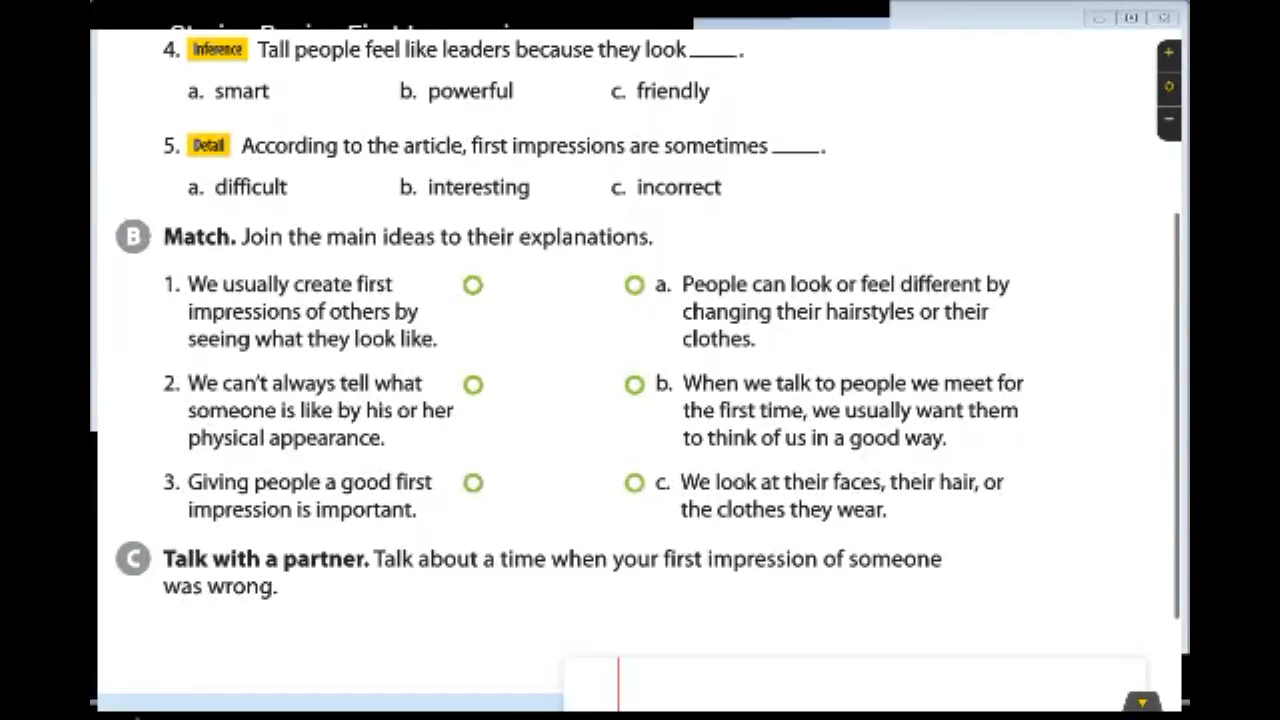 4. Inference Tall people feel like leaders because they look ____.
a. smart b. powerful c. friendly
5. Detail According to the article, first impressions are sometimes ____.
a. difficult b. interesting c. incorrect
B Match. Join the main ideas to their explanations.
1. We usually create first
impressions of others by
seeing what they look like.
a. People can look or feel different by
changing their hairstyles or their
clothes.
2. We can't always tell what
someone is like by his or her
physical appearance.
b. When we talk to people we meet for
the first time, we usually want them
to think of us in a good way.
3. Giving people a good first
impression is important.
c. We look at their faces, their hair, or
the clothes they wear.
C Talk with a partner. Talk about a time when your first impression of someone
was wrong.